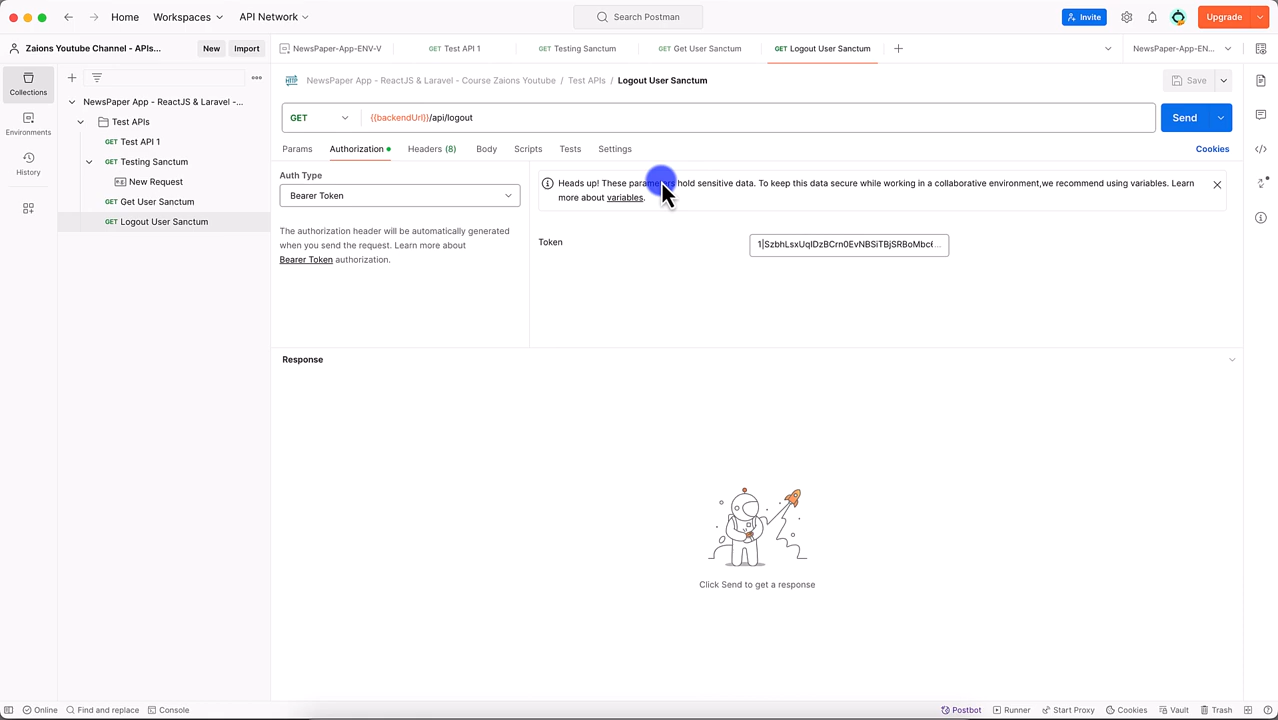 Home
Workspaces
API Network
Search Postman
Invite
Upgrade
Zaions Youtube Channel - APIs...
New
Import
NewsPaper-App-ENV-V
GET Test API 1
GET Testing Sanctum
GET Get User Sanctum
GET Logout User Sanctum
NewsPaper-App-EN...
Collections
Environments
History
NewsPaper App - ReactJS & Laravel -...
Test APIs
GET Test API 1
GET Testing Sanctum
New Request
GET Get User Sanctum
GET Logout User Sanctum
HTTP NewsPaper App - ReactJS & Laravel - Course Zaions Youtube / Test APIs / Logout User Sanctum
Save
GET
{{backendUrl}}/api/logout
Send
Params
Authorization
Headers (8)
Body
Scripts
Tests
Settings
Cookies
Auth Type
Bearer Token
The authorization header will be automatically generated
when you send the request. Learn more about
Bearer Token authorization.
Heads up! These parameters hold sensitive data. To keep this data secure while working in a collaborative environment,we recommend using variables. Learn
more about variables.
Token
Response
Click Send to get a response
Online
Find and replace
Console
Postbot
Runner
Start Proxy
Cookies
Vault
Trash